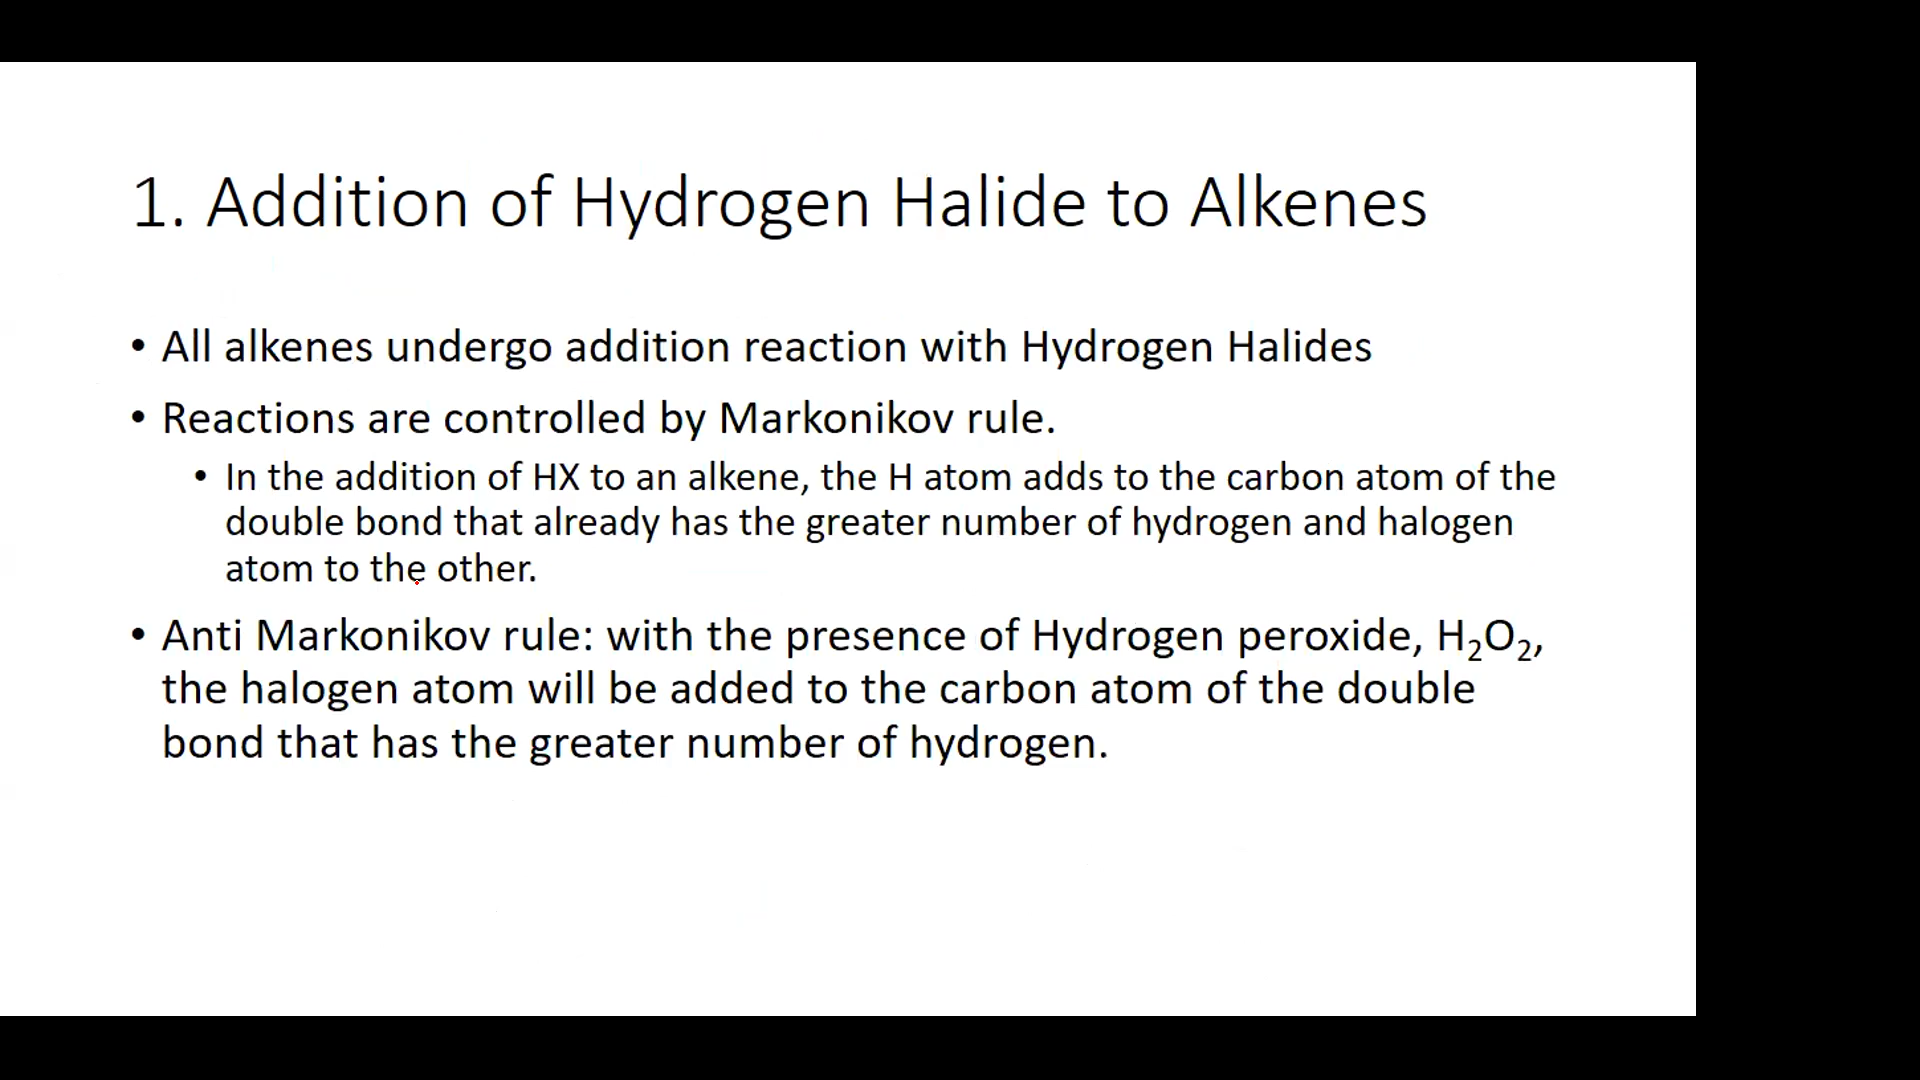 1. Addition of Hydrogen Halide to Alkenes
• All alkenes undergo addition reaction with Hydrogen Halides
• Reactions are controlled by Markonikov rule.
• In the addition of HX to an alkene, the H atom adds to the carbon atom of the
double bond that already has the greater number of hydrogen and halogen
atom to the other.
• Anti Markonikov rule: with the presence of Hydrogen peroxide, H₂O₂,
the halogen atom will be added to the carbon atom of the double
bond that has the greater number of hydrogen.